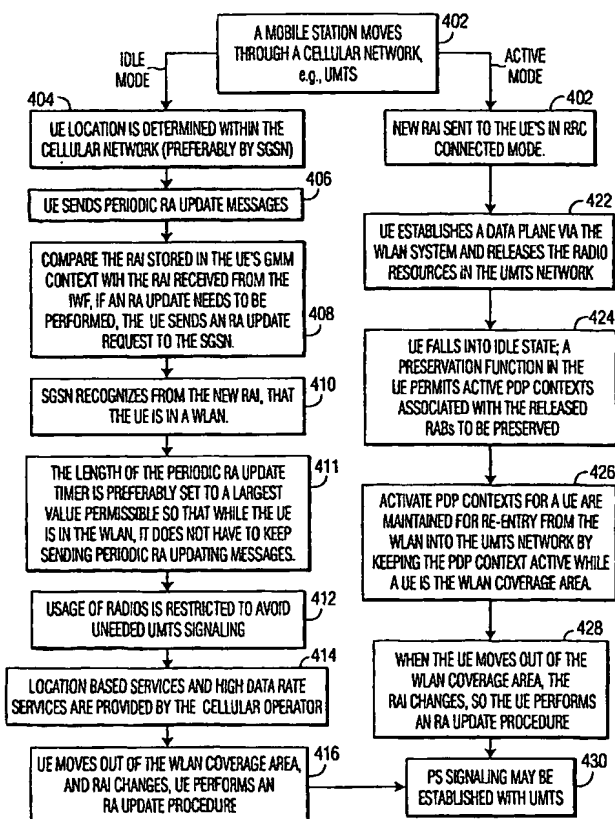 402
A MOBILE STATION MOVES
THROUGH A CELLULAR NETWORK,
e.g., UMTS
IDLE
MODE
ACTIVE
MODE
404
UE LOCATION IS DETERMINED WITHIN THE
CELLULAR NETWORK (PREFERABLY BY SGSN)
406
UE SENDS PERIODIC RA UPDATE MESSAGES
COMPARE THE RAI STORED IN THE UE'S GMM
CONTEXT WIH THE RAI RECEIVED FROM THE
IWF, IF AN RA UPDATE NEEDS TO BE
PERFORMED, THE UE SENDS AN RA UPDATE
REQUEST TO THE SGSN.
408
410
SGSN RECOGNIZES FROM THE NEW RAI, THAT
THE UE IS IN A WLAN.
411
THE LENGTH OF THE PERIODIC RA UPDATE
TIMER IS PREFERABLY SET TO A LARGEST
VALUE PERMISSIBLE SO THAT WHILE THE UE
IS IN THE WLAN, IT DOES NOT HAVE TO KEEP
SENDING PERIODIC RA UPDATING MESSAGES.
412
USAGE OF RADIOS IS RESTRICTED TO AVOID
UNEEDED UMTS SIGNALING
414
LOCATION BASED SERVICES AND HIGH DATA RATE
SERVICES ARE PROVIDED BY THE CELLULAR OPERATOR
416
UE MOVES OUT OF THE WLAN COVERAGE AREA,
AND RAI CHANGES, UE PERFORMS AN
RA UPDATE PROCEDURE
402
NEW RAI SENT TO THE UE'S IN RRC
CONNECTED MODE.
422
UE ESTABLISHES A DATA PLANE VIA THE
WLAN SYSTEM AND RELEASES THE RADIO
RESOURCES IN THE UMTS NETWORK
424
UE FALLS INTO IDLE STATE; A
PRESERVATION FUNCTION IN THE
UE PERMITS ACTIVE PDP CONTEXTS
ASSOCIATED WITH THE RELEASED
RABs TO BE PRESERVED
426
ACTIVATE PDP CONTEXTS FOR A UE ARE
MAINTAINED FOR RE-ENTRY FROM THE
WLAN INTO THE UMTS NETWORK BY
KEEPING THE PDP CONTEXT ACTIVE WHILE
A UE IS THE WLAN COVERAGE AREA.
428
WHEN THE UE MOVES OUT OF THE
WLAN COVERAGE AREA, THE
RAI CHANGES, SO THE UE PERFORMS
AN RA UPDATE PROCEDURE
430
PS SIGNALING MAY BE
ESTABLISHED WITH UMTS